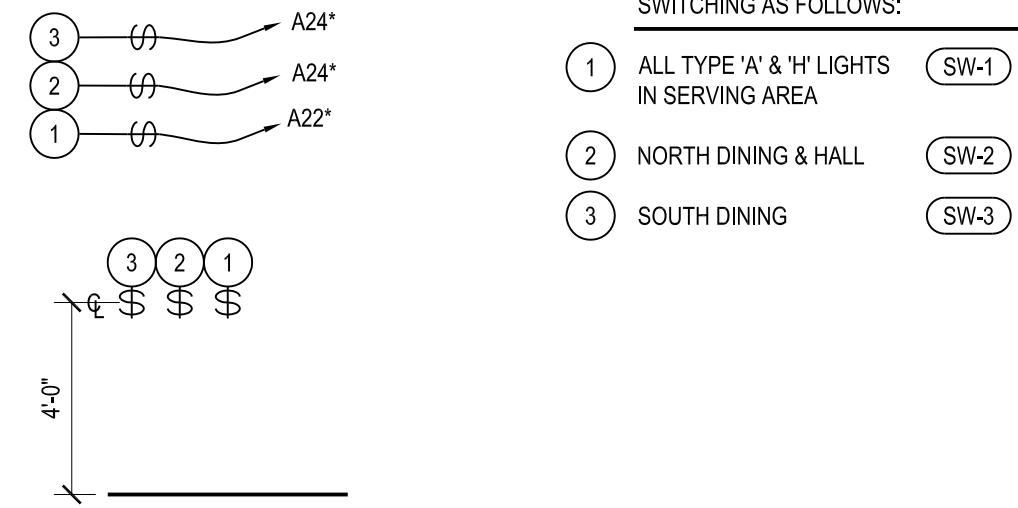 3 A24*
2 A24*
1 A22*
SWITCHING AS FOLLOWS:
1 ALL TYPE 'A' & 'H' LIGHTS SW-1
IN SERVING AREA
2 NORTH DINING & HALL SW-2
3 SOUTH DINING SW-3
3 2 1
℄ $ $ $
4'-0"